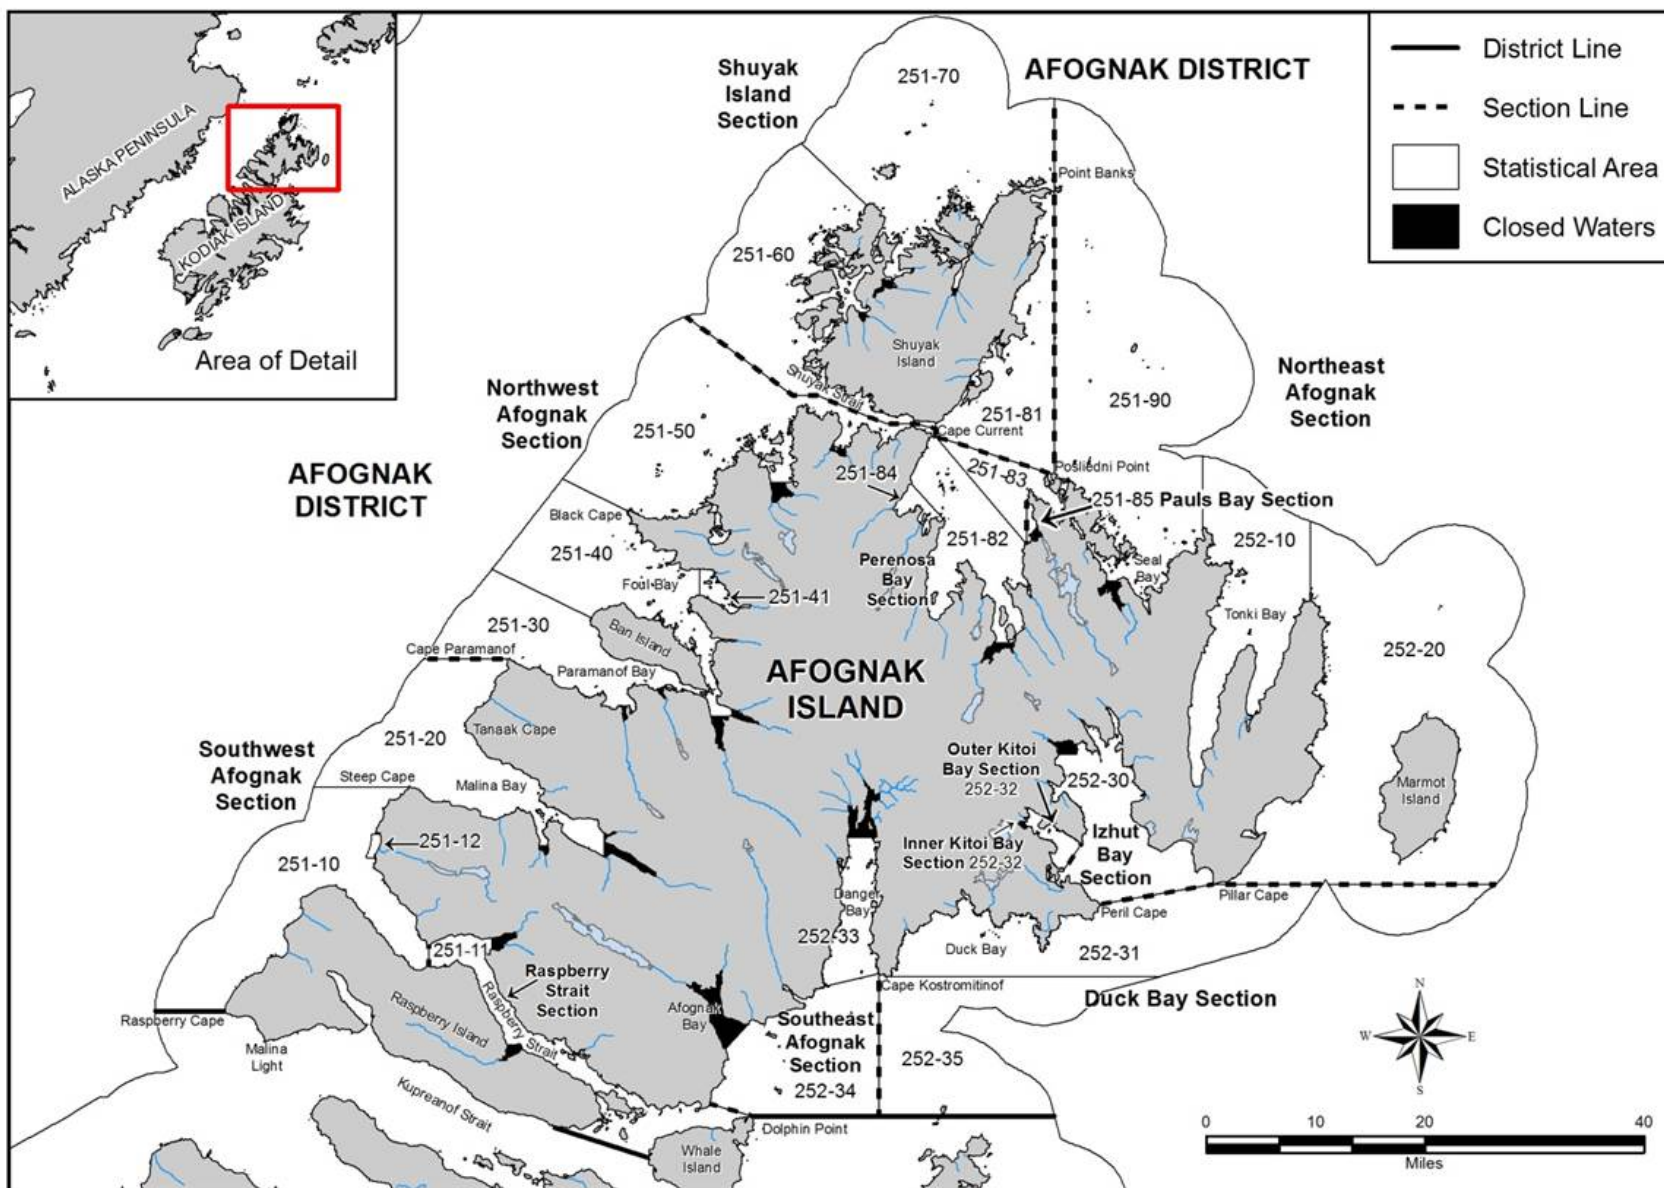 ALASKA PENINSULA
KODIAK ISLAND
Area of Detail
District Line
Section Line
Statistical Area
Closed Waters
AFOGNAK DISTRICT
Shuyak
Island
Section
251-70
Point Banks
251-60
Shuyak
Island
Shuyak Strait
Northwest
Afognak
Section
251-50
251-81
Cape Current
251-90
Northeast
Afognak
Section
AFOGNAK
DISTRICT
251-84
251-83
Posliedni Point
251-85 Pauls Bay Section
Black Cape
251-40
251-82
252-10
Perenosa
Bay
Section
Seal
Bay
Foul Bay
251-41
Tonki Bay
251-30
Ban Island
252-20
Cape Paramanof
Paramanof Bay
AFOGNAK
ISLAND
Tanaak Cape
251-20
Southwest
Afognak
Section
Steep Cape
Malina Bay
Outer Kitoi
Bay Section
252-32
252-30
Marmot
Island
251-12
251-10
Inner Kitoi Bay
Section 252-32
Izhut
Bay
Section
Danger
Bay
Pillar Cape
Peril Cape
252-33
Duck Bay
252-31
251-11
Raspberry
Strait
Section
Raspberry Strait
Raspberry Island
Cape Kostromitinof
Duck Bay Section
Raspberry Cape
Afognak
Bay
Southeast
Afognak
Section
252-34
252-35
Malina
Light
Kupreanof Strait
Dolphin Point
Whale
Island
N
W
E
S
0 10 20 40
Miles